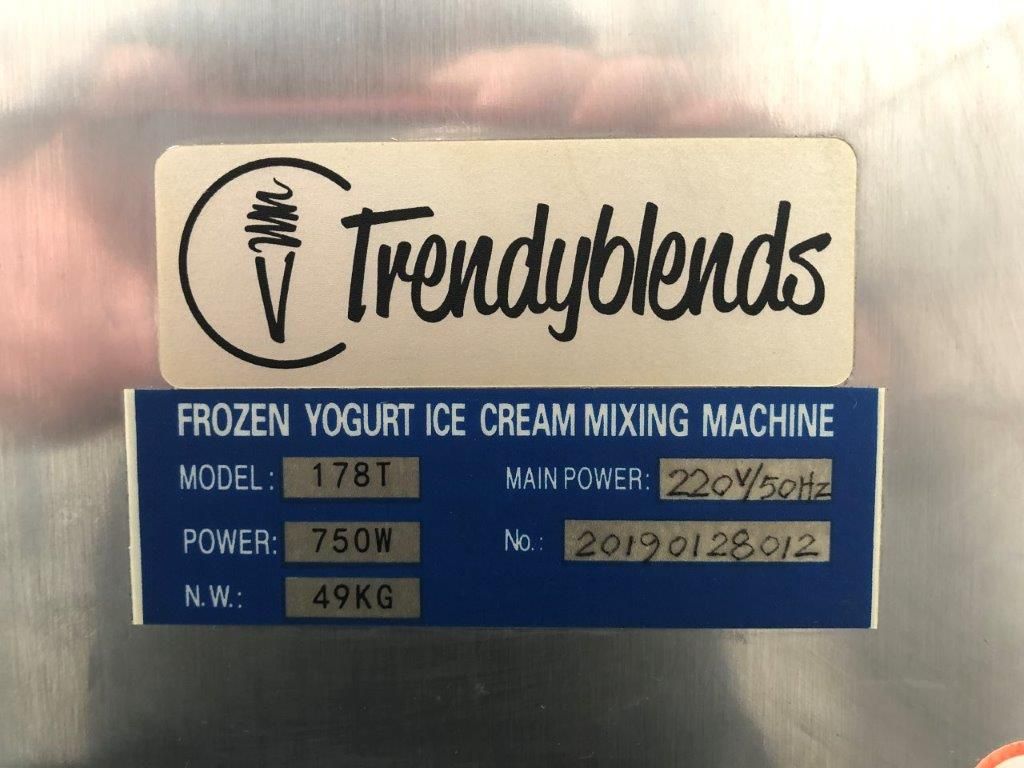 Trendyblends
FROZEN YOGURT ICE CREAM MIXING MACHINE
MODEL: 178T MAIN POWER: 220V/50Hz
POWER: 750W No.: 20190128012
N.W.: 49KG